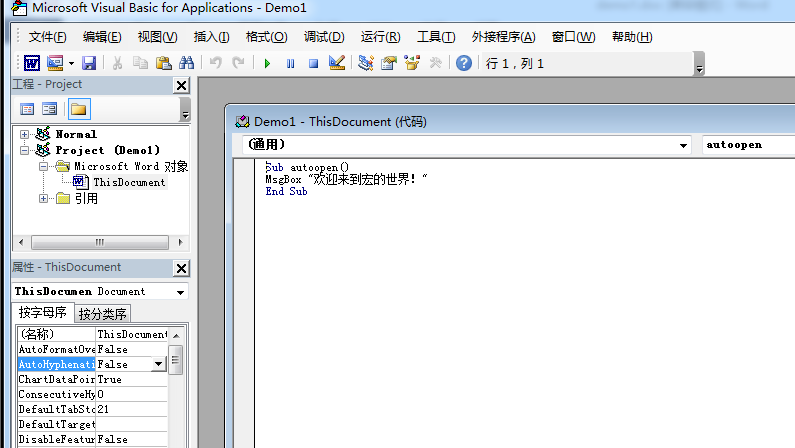 Microsoft Visual Basic for Applications - Demo1
文件(F) 编辑(E) 视图(V) 插入(I) 格式(O) 调试(D) 运行(R) 工具(T) 外接程序(A) 窗口(W) 帮助(H)
行 1，列 1
工程 - Project
Normal
Project (Demo1)
Microsoft Word 对象
ThisDocument
引用
属性 - ThisDocument
ThisDocumen Document
按字母序 按分类序
(名称) ThisDocument
AutoFormatOve False
AutoHyphenati False
ChartDataPoin True
ConsecutiveHy 0
DefaultTabSto 21
DefaultTarget
DisableFeatur False
Demo1 - ThisDocument (代码)
(通用) autoopen
Sub autoopen()
MsgBox "欢迎来到宏的世界！"
End Sub